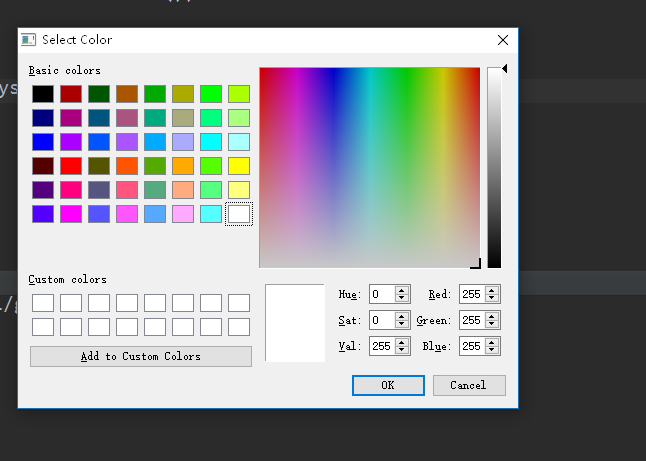 Select Color
Basic colors
ys
Custom colors
./g
Add to Custom Colors
Hue: 0 Red: 255
Sat: 0 Green: 255
Val: 255 Blue: 255
OK Cancel